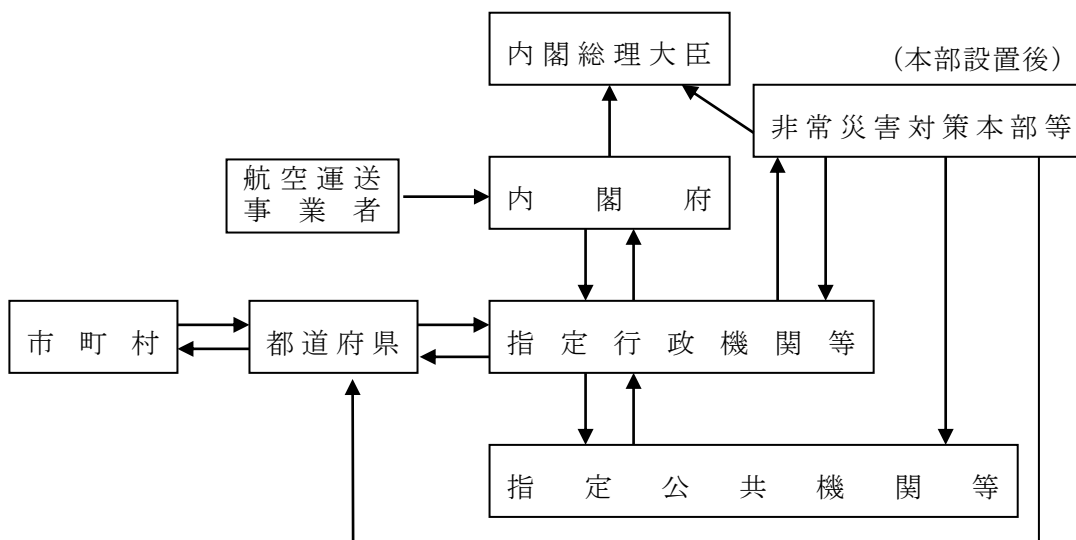 内閣総理大臣
（本部設置後）
非常災害対策本部等
航空運送
事業者
内閣府
市町村
都道府県
指定行政機関等
指定公共機関等